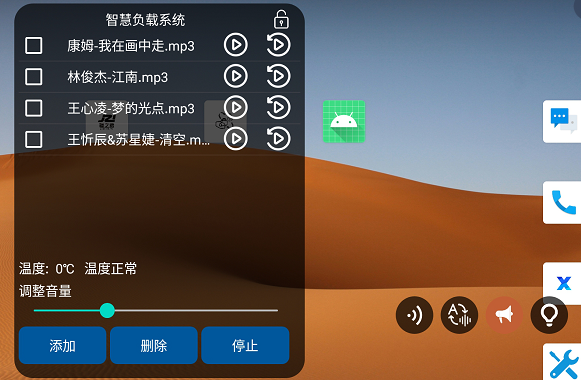 智慧负载系统
康姆-我在画中走.mp3
林俊杰-江南.mp3
王心凌-梦的光点.mp3
王忻辰&苏星婕-清空.m...
温度: 0℃ 温度正常
调整音量
添加 删除 停止